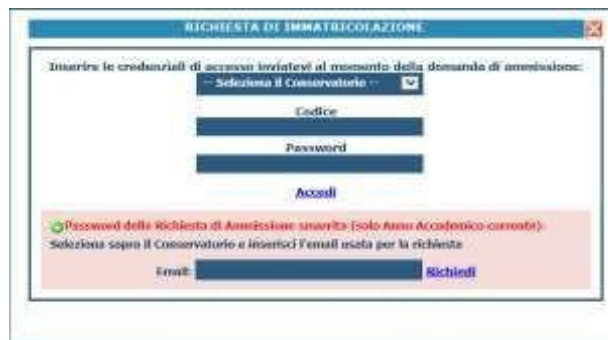 RICHIESTA DI IMMATRICOLAZIONE
Inserire le credenziali di accesso inviatevi al momento della domanda di ammissione:
-- Seleziona il Conservatorio --
Codice
Password
Accedi
Password della Richiesta di Ammissione smarrita (solo Anno Accademico corrente):
Seleziona sopra il Conservatorio e inserisci l'email usata per la richiesta
Email: Richiedi